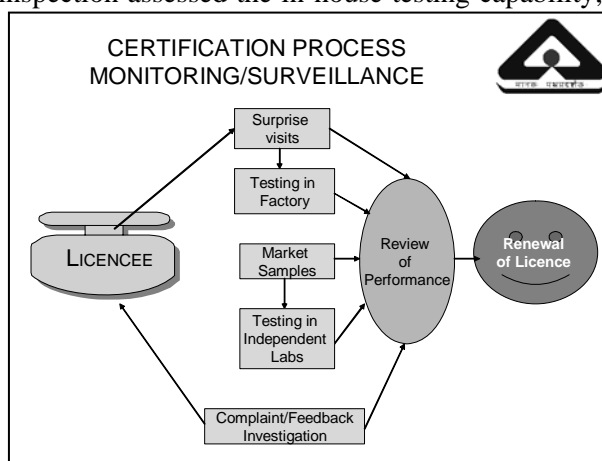 inspection assessed the in-house testing capability,
CERTIFICATION PROCESS
MONITORING/SURVEILLANCE
Surprise
visits
Testing in
Factory
LICENCEE
Market
Samples
Testing in
Independent
Labs
Review
of
Performance
Renewal
of Licence
Complaint/Feedback
Investigation